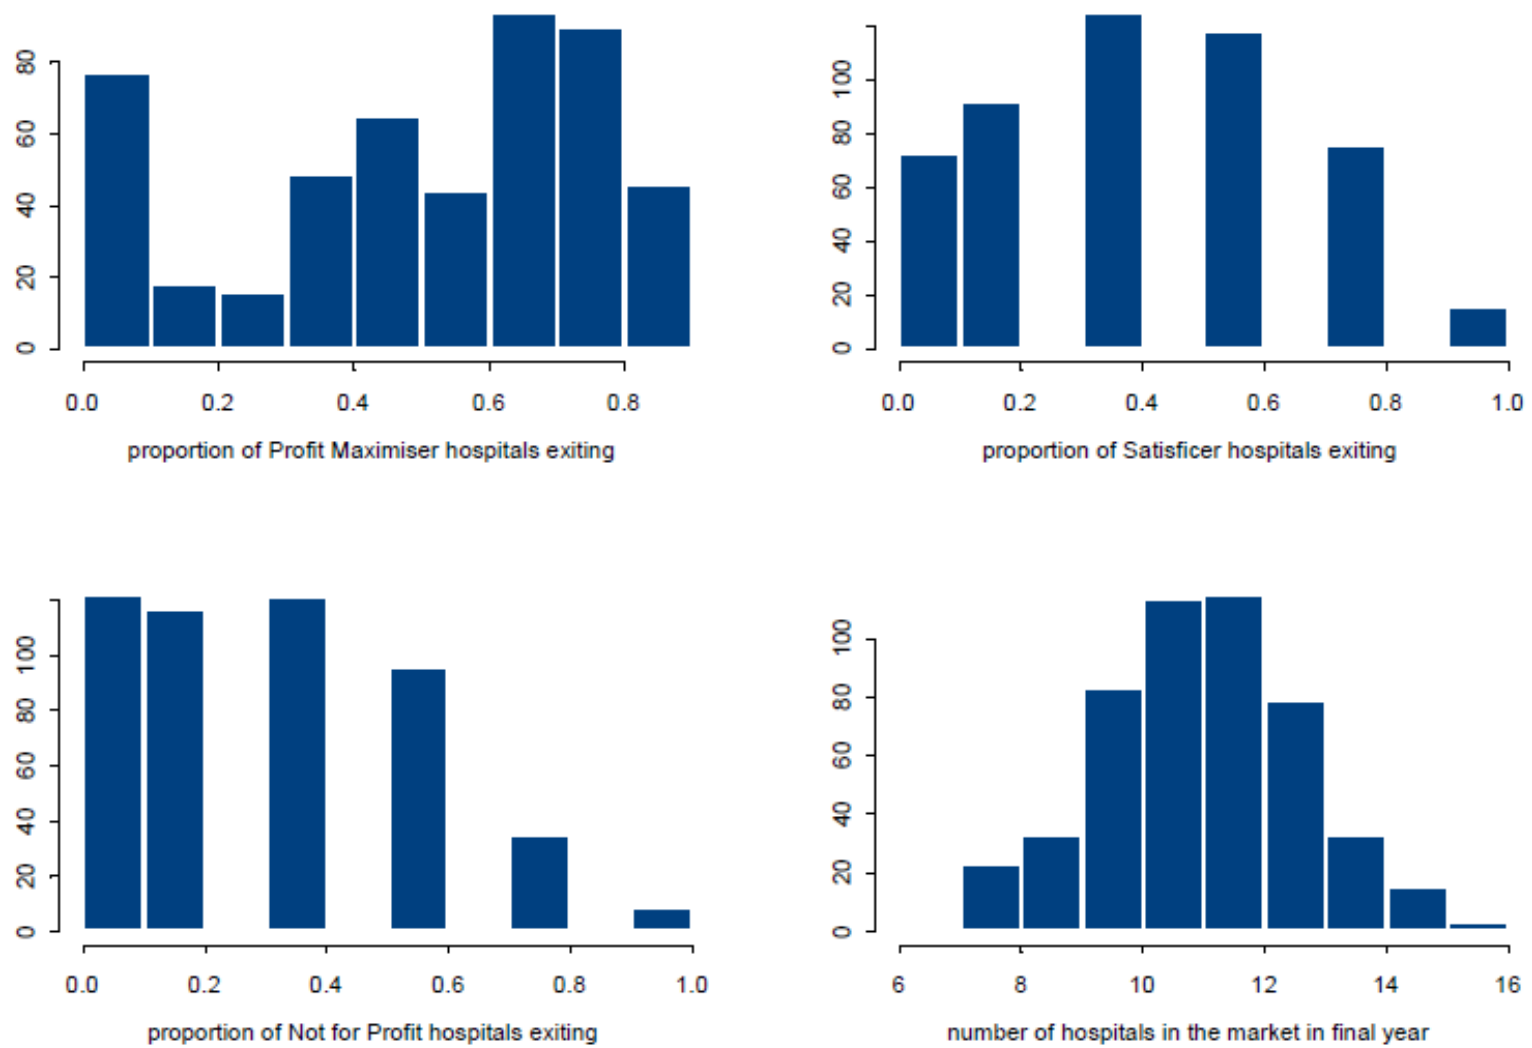 80
60
40
20
0
0.0 0.2 0.4 0.6 0.8
proportion of Profit Maximiser hospitals exiting
100
80
60
40
20
0
0.0 0.2 0.4 0.6 0.8 1.0
proportion of Satisficer hospitals exiting
100
80
60
40
20
0
0.0 0.2 0.4 0.6 0.8 1.0
proportion of Not for Profit hospitals exiting
100
80
60
40
20
0
6 8 10 12 14 16
number of hospitals in the market in final year